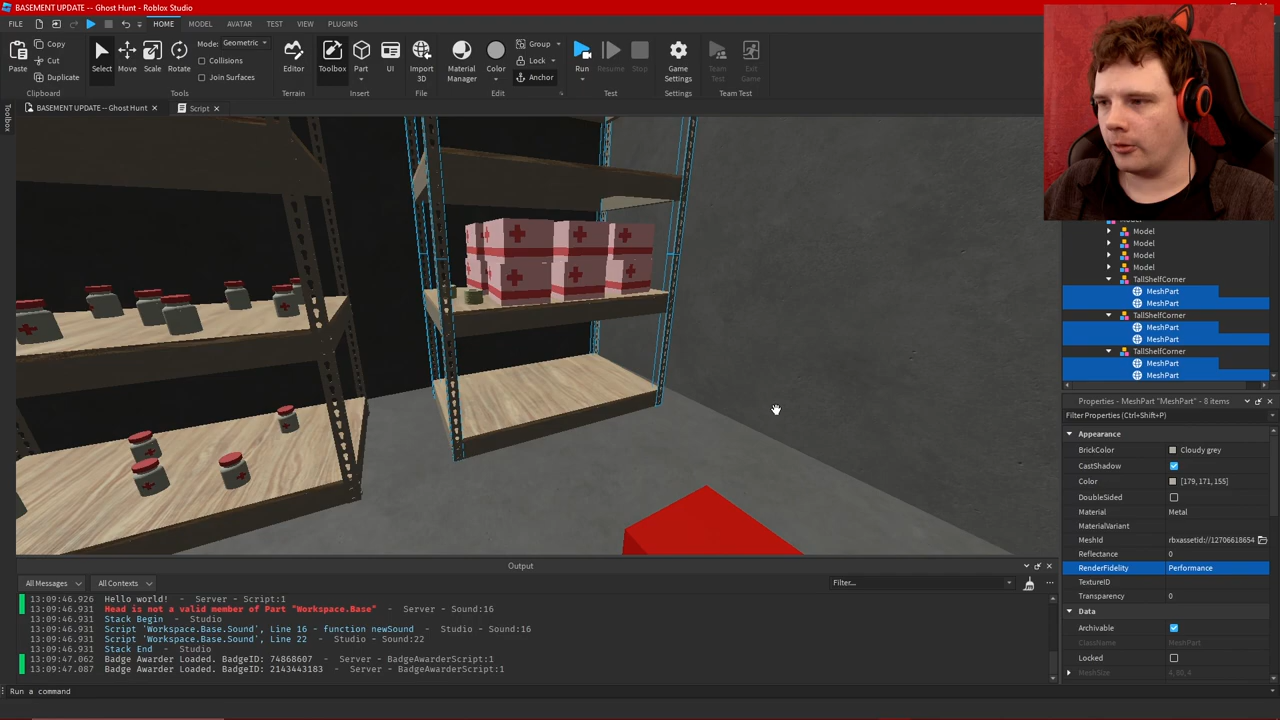 BASEMENT UPDATE -- Ghost Hunt - Roblox Studio
FILE HOME MODEL AVATAR TEST VIEW PLUGINS
Paste Copy Cut Duplicate
Select Move Scale Rotate
Mode: Geometric
Collisions
Join Surfaces
Editor Toolbox Part UI Import 3D Material Manager Color
Group
Lock
Anchor
Run Resume Stop Game Settings Team Test Exit Game
Clipboard Tools Terrain Insert File Edit Test Settings Team Test
BASEMENT UPDATE -- Ghost Hunt Script
Toolbox
Model
Model
Model
Model
Model
TallShelfCorner
MeshPart
MeshPart
TallShelfCorner
MeshPart
MeshPart
TallShelfCorner
MeshPart
MeshPart
Properties - MeshPart "MeshPart" - 8 items
Filter Properties (Ctrl+Shift+P)
Appearance
BrickColor Cloudy grey
CastShadow
Color [179, 171, 155]
DoubleSided
Material Metal
MaterialVariant
MeshId rbxassetid://12706618654
Reflectance 0
RenderFidelity Performance
TextureID
Transparency 0
Data
Archivable
ClassName MeshPart
Locked
MeshSize
Output
All Messages All Contexts Filter...
13:09:46.926 Hello world! - Server - Script:1
13:09:46.931 Head is not a valid member of Part "Workspace.Base" - Server - Sound:16
13:09:46.931 Stack Begin - Studio
13:09:46.931 Script 'Workspace.Base.Sound', Line 16 - function newSound - Studio - Sound:16
13:09:46.931 Script 'Workspace.Base.Sound', Line 22 - Studio - Sound:22
13:09:46.931 Stack End - Studio
13:09:47.062 Badge Awarder Loaded. BadgeID: 74868607 - Server - BadgeAwarderScript:1
13:09:47.087 Badge Awarder Loaded. BadgeID: 2143443183 - Server - BadgeAwarderScript:1
Run a command